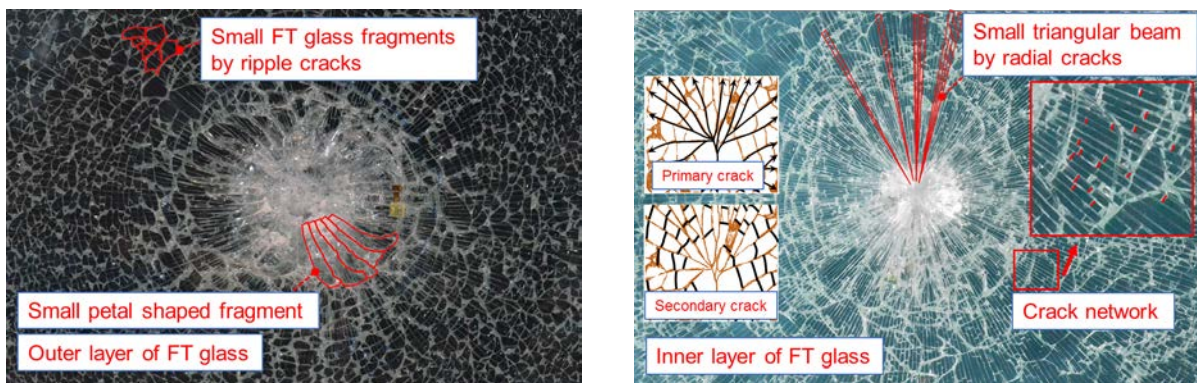 Small FT glass fragments
by ripple cracks
Small petal shaped fragment
Outer layer of FT glass
Small triangular beam
by radial cracks
Primary crack
Secondary crack
Crack network
Inner layer of FT glass